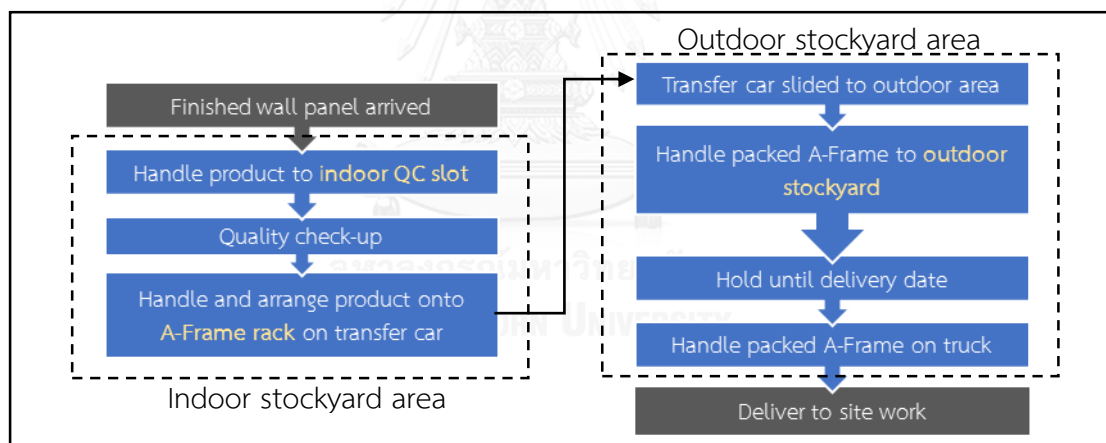 Finished wall panel arrived
Handle product to indoor QC slot
Quality check-up
Handle and arrange product onto
A-Frame rack on transfer car
Indoor stockyard area
Outdoor stockyard area
Transfer car slided to outdoor area
Handle packed A-Frame to outdoor
stockyard
Hold until delivery date
Handle packed A-Frame on truck
Deliver to site work
UNIVERSITY